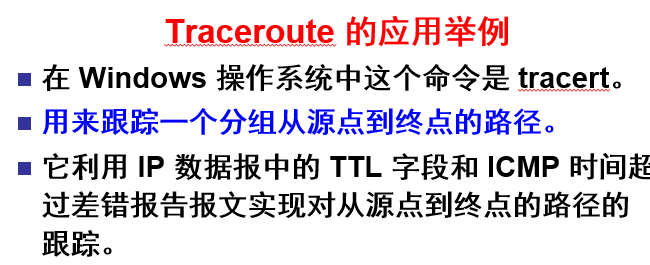 Traceroute 的应用举例
在 Windows 操作系统中这个命令是 tracert。
用来跟踪一个分组从源点到终点的路径。
它利用 IP 数据报中的 TTL 字段和 ICMP 时间超
过差错报告报文实现对从源点到终点的路径的
跟踪。